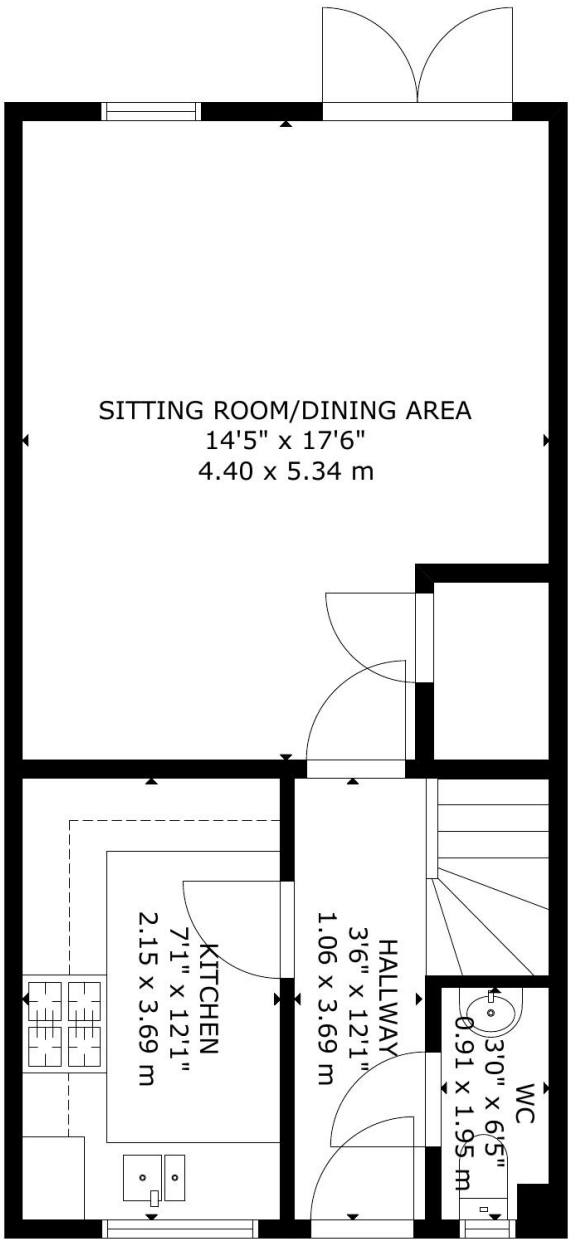 SITTING ROOM/DINING AREA
14'5" x 17'6"
4.40 x 5.34 m
KITCHEN
7'1" x 12'1"
2.15 x 3.69 m
HALLWAY
3'6" x 12'1"
1.06 x 3.69 m
WC
3'0" x 6'5"
0.91 x 1.95 m